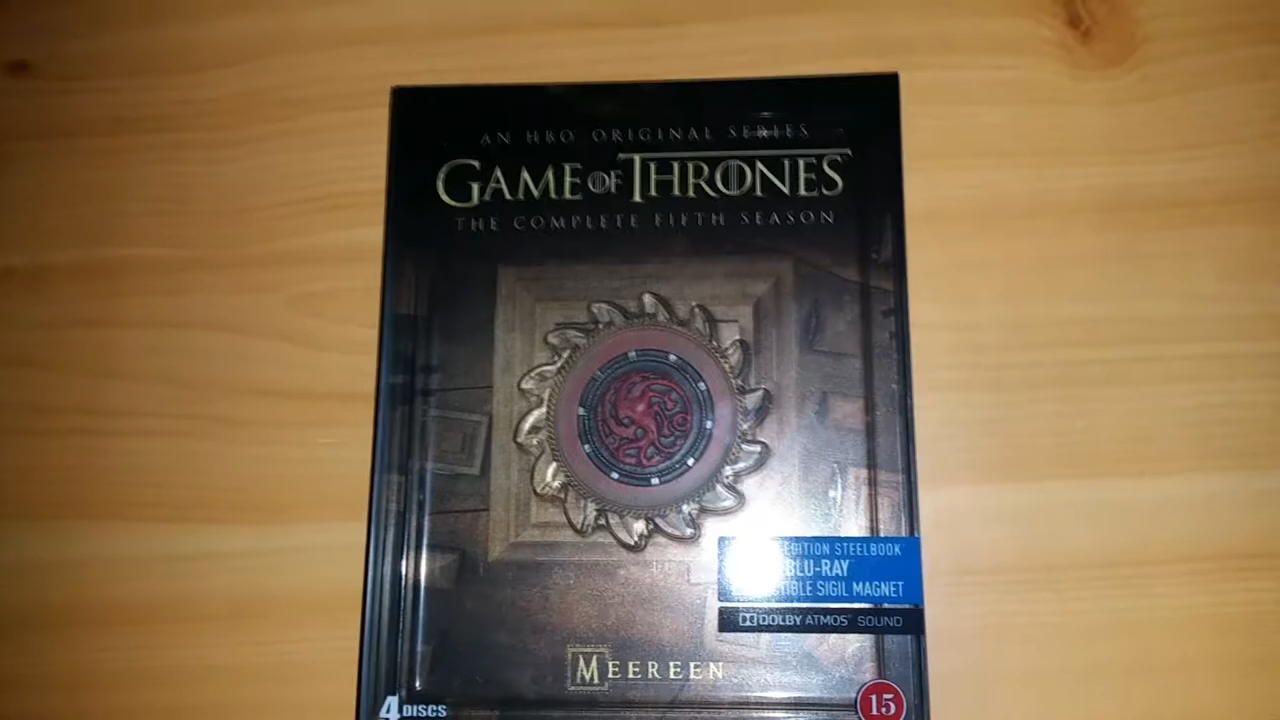 AN HBO ORIGINAL SERIES
GAME OF THRONES
THE COMPLETE FIFTH SEASON
EDITION STEELBOOK
BLU-RAY
SIGIL MAGNET
DOLBY ATMOS SOUND
MEEREEN
4 DISCS
15